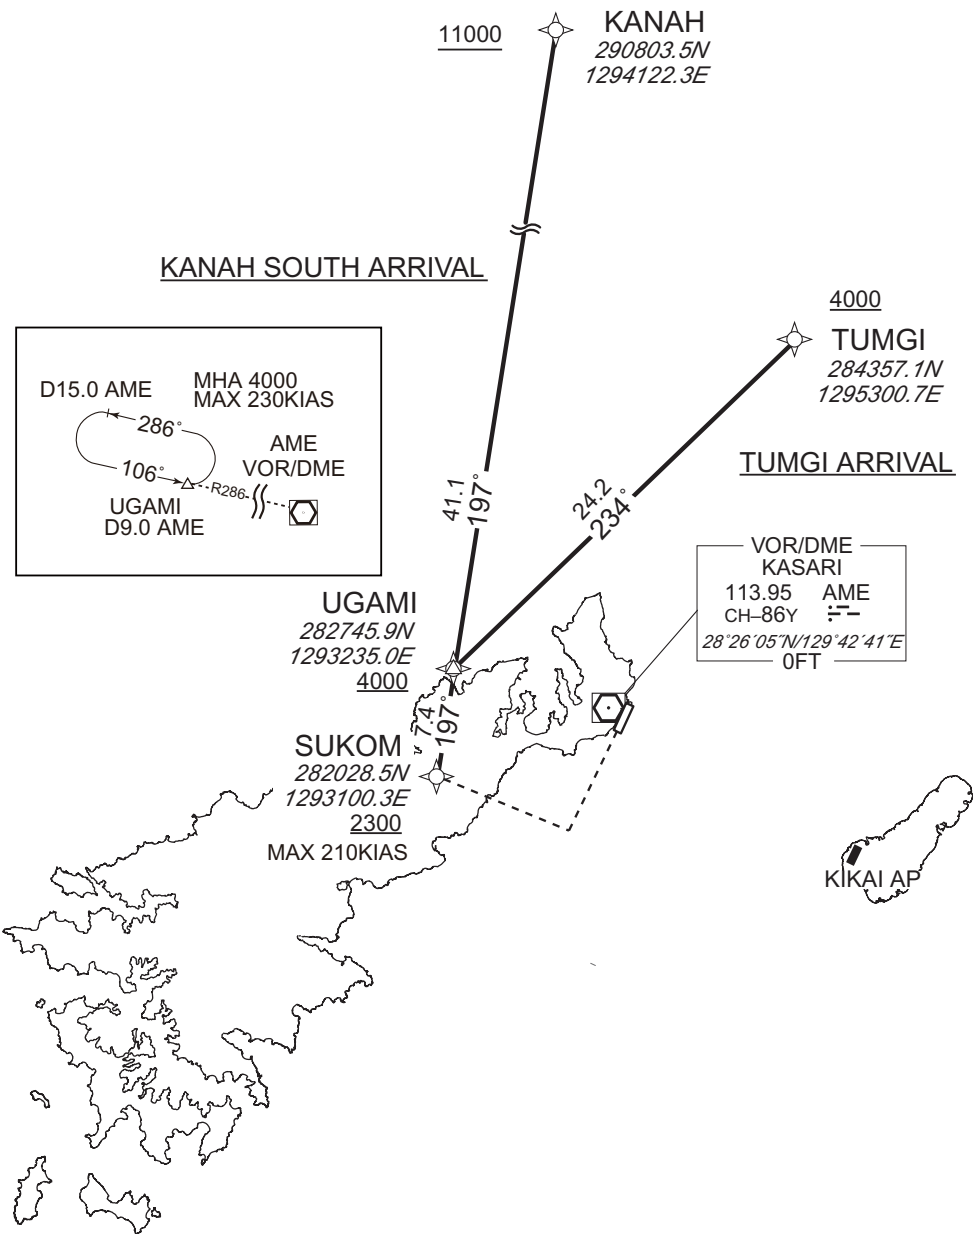 11000
KANAH
290803.5N
1294122.3E
KANAH SOUTH ARRIVAL
4000
TUMGI
284357.1N
1295300.7E
TUMGI ARRIVAL
D15.0 AME
MHA 4000
MAX 230KIAS
286°
AME
VOR/DME
106°
R286
UGAMI
D9.0 AME
41.1
197°
24.2
234°
VOR/DME
KASARI
113.95 AME
CH–86Y
28°26´05˝N/129°42´41˝E
0FT
UGAMI
282745.9N
1293235.0E
4000
7.4
197°
SUKOM
282028.5N
1293100.3E
2300
MAX 210KIAS
KIKAI AP